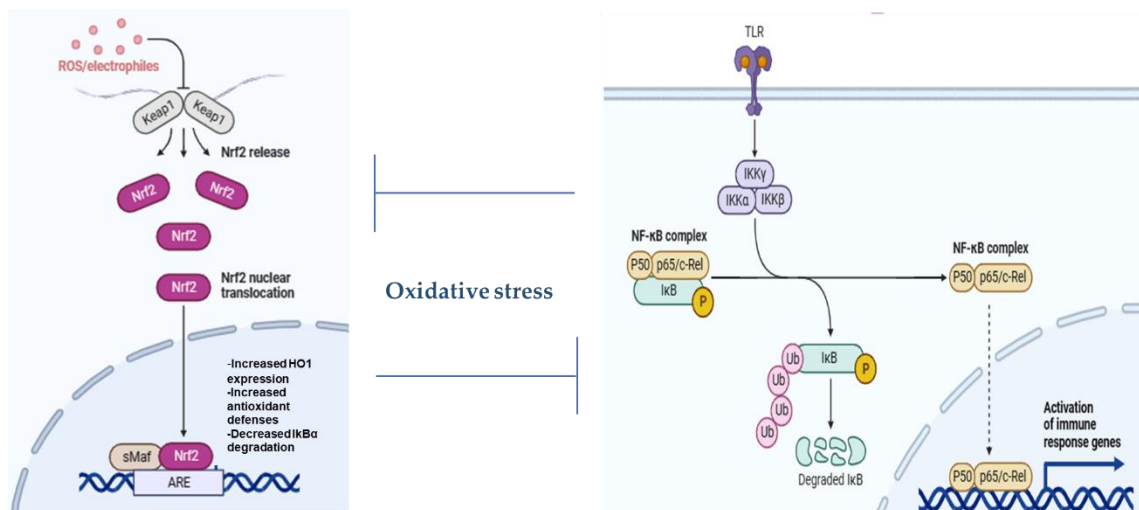 ROS/electrophiles
Keap1
Keap1
Nrf2 release
Nrf2
Nrf2
Nrf2
Nrf2
Nrf2 nuclear
translocation
-Increased HO1
expression
-Increased
antioxidant
defenses
-Decreased IkBα
degradation
sMaf
Nrf2
ARE
Oxidative stress
TLR
IKKγ
IKKα
IKKβ
NF-κB complex
P50
p65/c-Rel
IκB
P
NF-κB complex
P50
p65/c-Rel
Ub
IκB
P
Ub
Ub
Ub
Degraded IκB
Activation
of immune
response genes
P50
p65/c-Rel